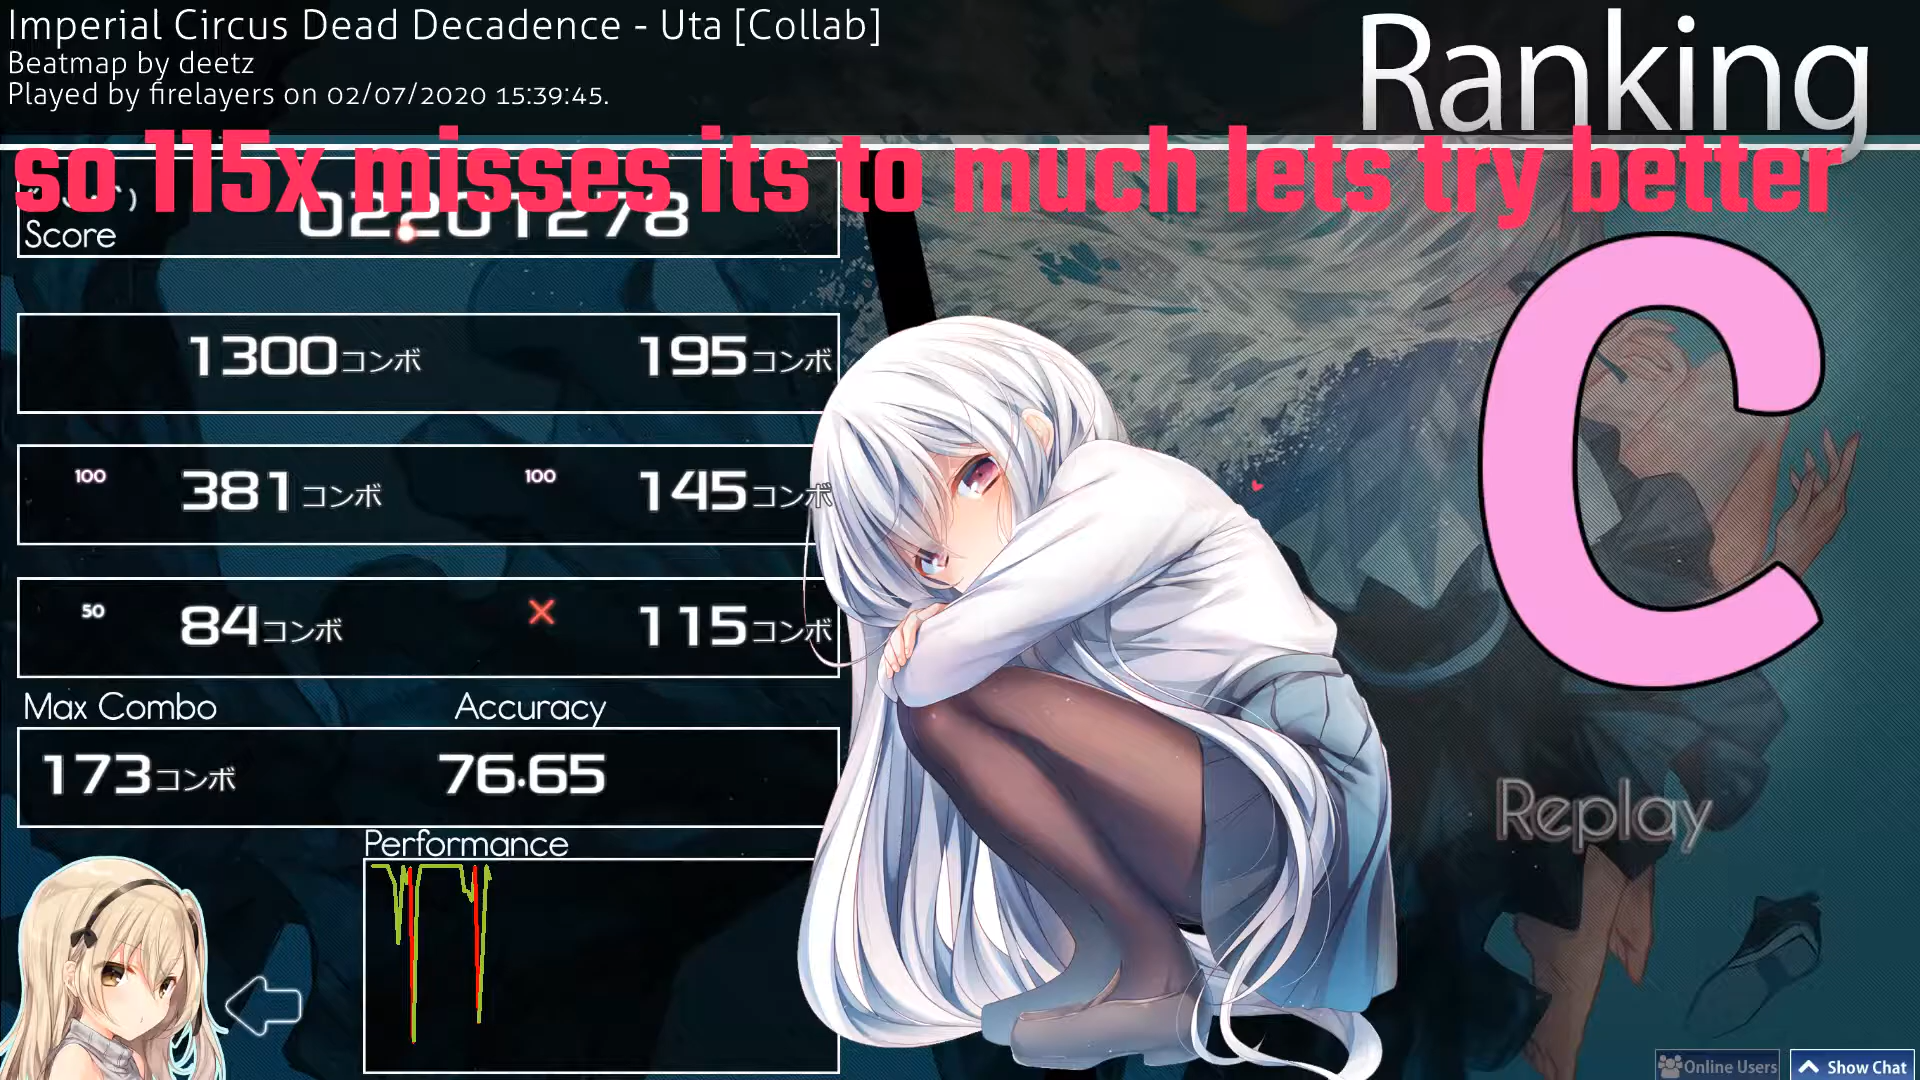 Imperial Circus Dead Decadence - Uta [Collab]
Beatmap by deetz
Played by firelayers on 02/07/2020 15:39:45.
Ranking
so 115x misses its to much lets try better
Score
02201278
1300コンボ
195コンボ
100
381コンボ
100
145コンボ
50
84コンボ
115コンボ
C
Max Combo
Accuracy
173コンボ
76.65
Replay
Performance
Online Users
Show Chat